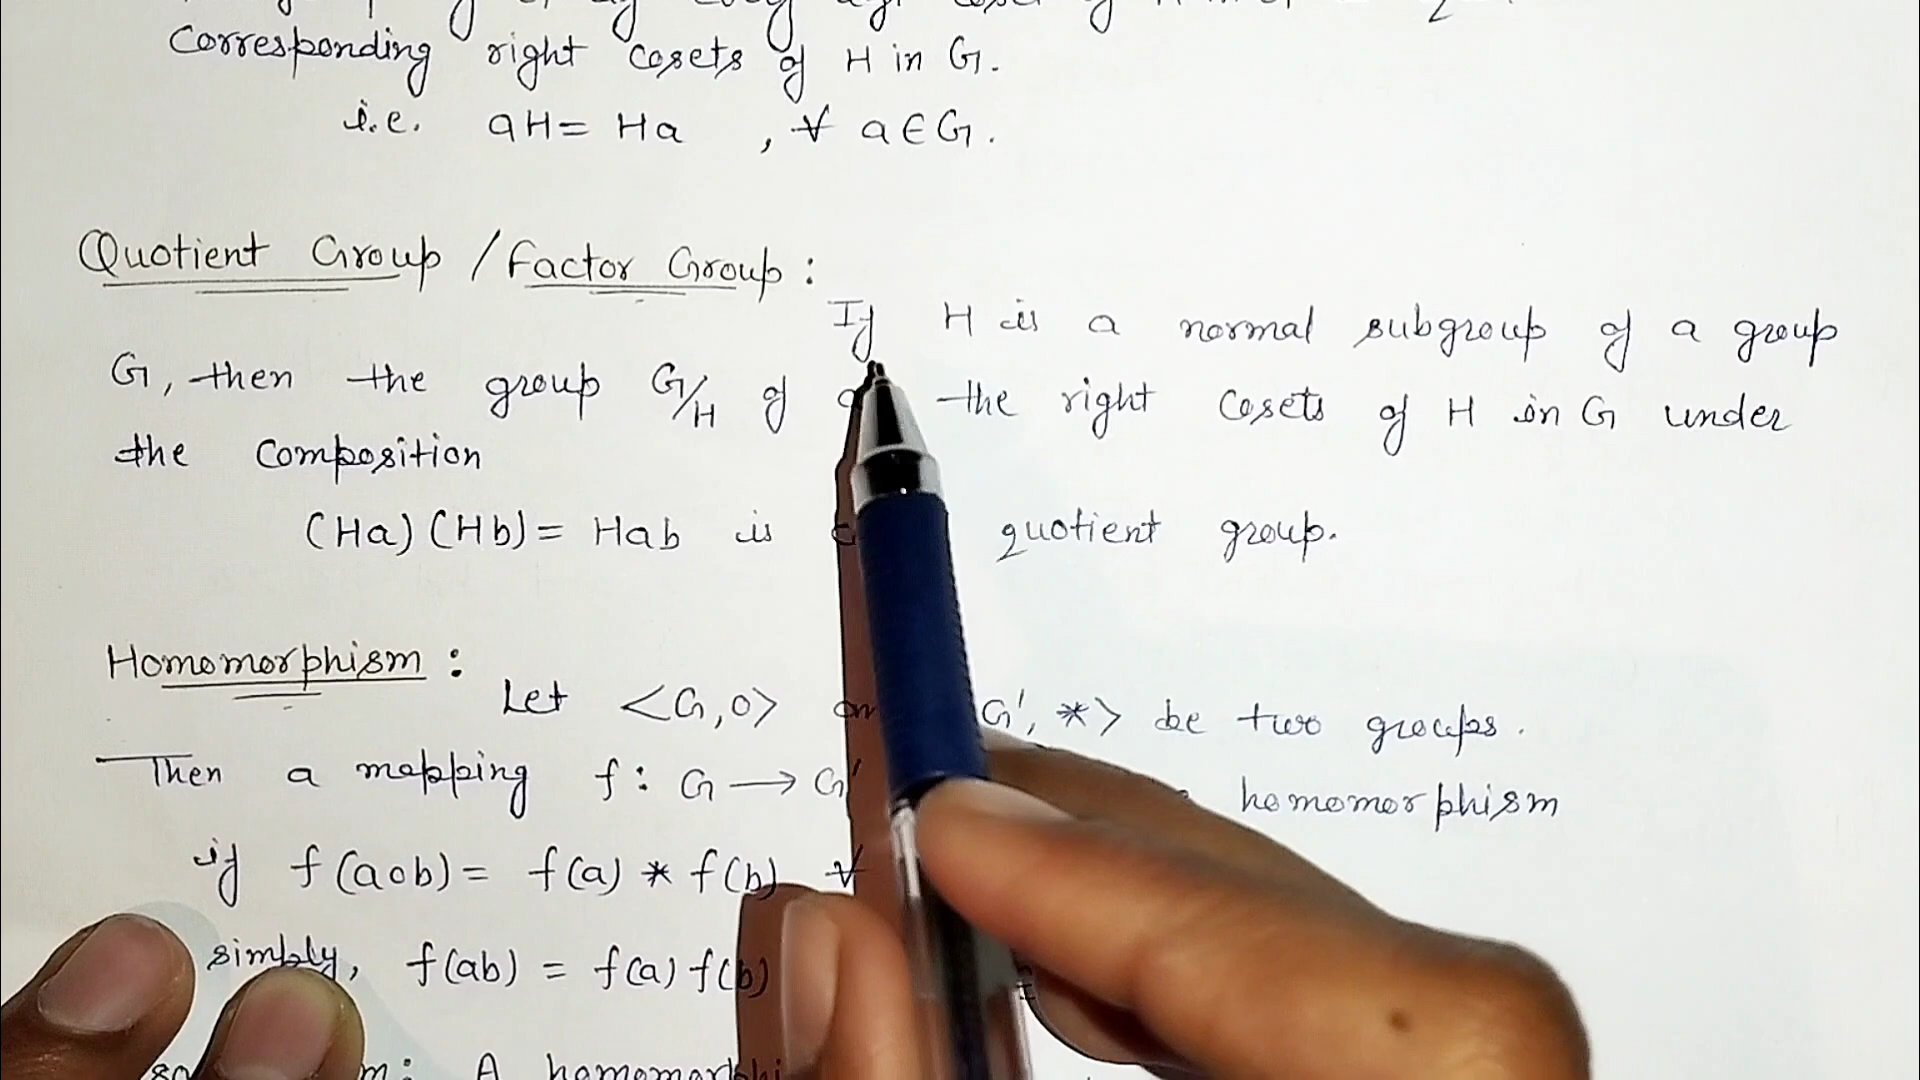 Corresponding right cosets of H in G.
i.e. aH = Ha , ∀ a ∈ G.
Quotient Group / Factor Group :
If H is a normal subgroup of a group
G, then the group G/H of the right cosets of H in G under
the composition
(Ha) (Hb) = Hab is quotient group.
Homomorphism :
Let <G, o> G', *> be two groups.
Then a mapping f : G → G' homomorphism
if f(aob) = f(a) * f(b) ∀
simply, f(ab) = f(a) f(b)
A